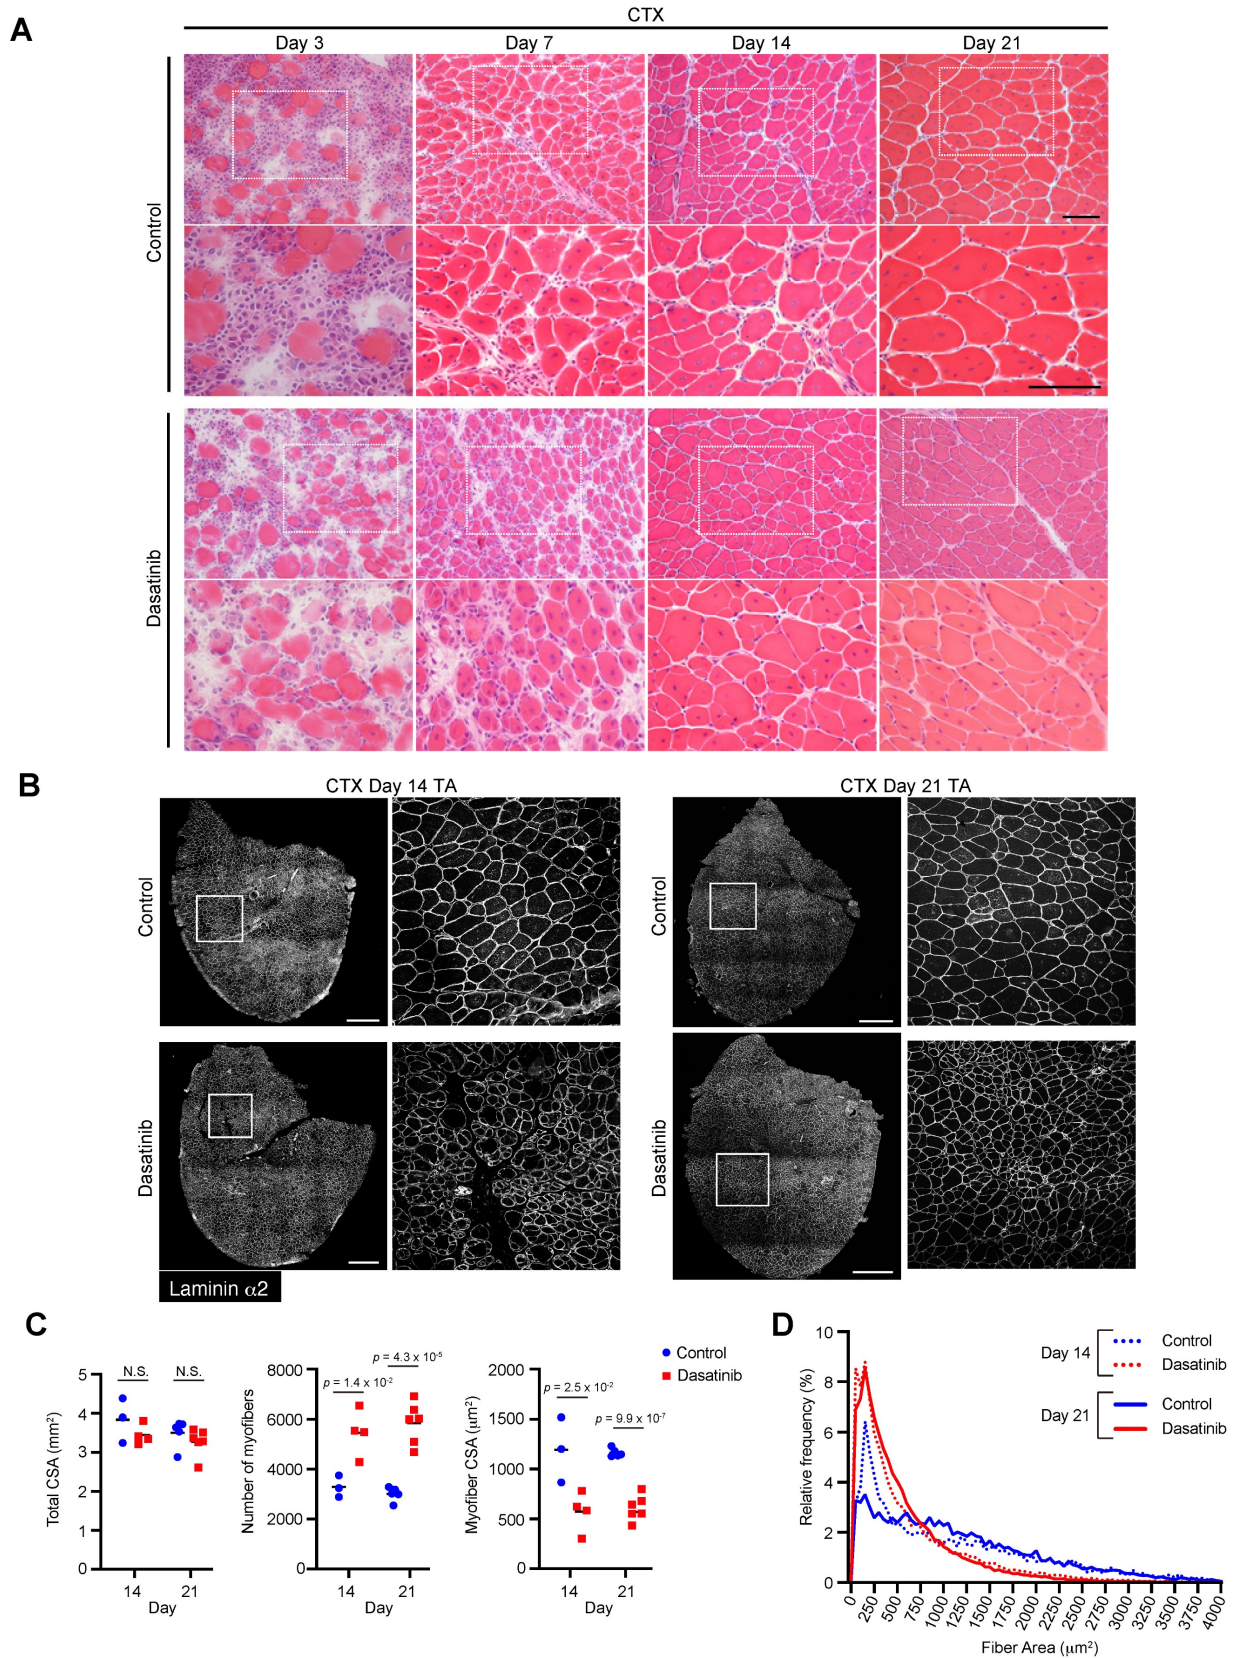 A
CTX
Day 3
Day 7
Day 14
Day 21
Control
Dasatinib
B
CTX Day 14 TA
CTX Day 21 TA
Control
Control
Dasatinib
Dasatinib
Laminin α2
C
Total CSA (mm²)
5
4
3
2
1
0
N.S.
N.S.
14
21
Day
Number of myofibers
8000
6000
4000
2000
0
p = 1.4 x 10⁻²
p = 4.3 x 10⁻⁵
14
21
Day
Myofiber CSA (μm²)
2000
1500
1000
500
0
p = 2.5 x 10⁻²
p = 9.9 x 10⁻⁷
14
21
Day
Control
Dasatinib
D
Relative frequency (%)
10
8
6
4
2
0
Day 14
Control
Dasatinib
Day 21
Control
Dasatinib
0
250
500
750
1000
1250
1500
1750
2000
2250
2500
2750
3000
3250
3500
3750
4000
Fiber Area (μm²)